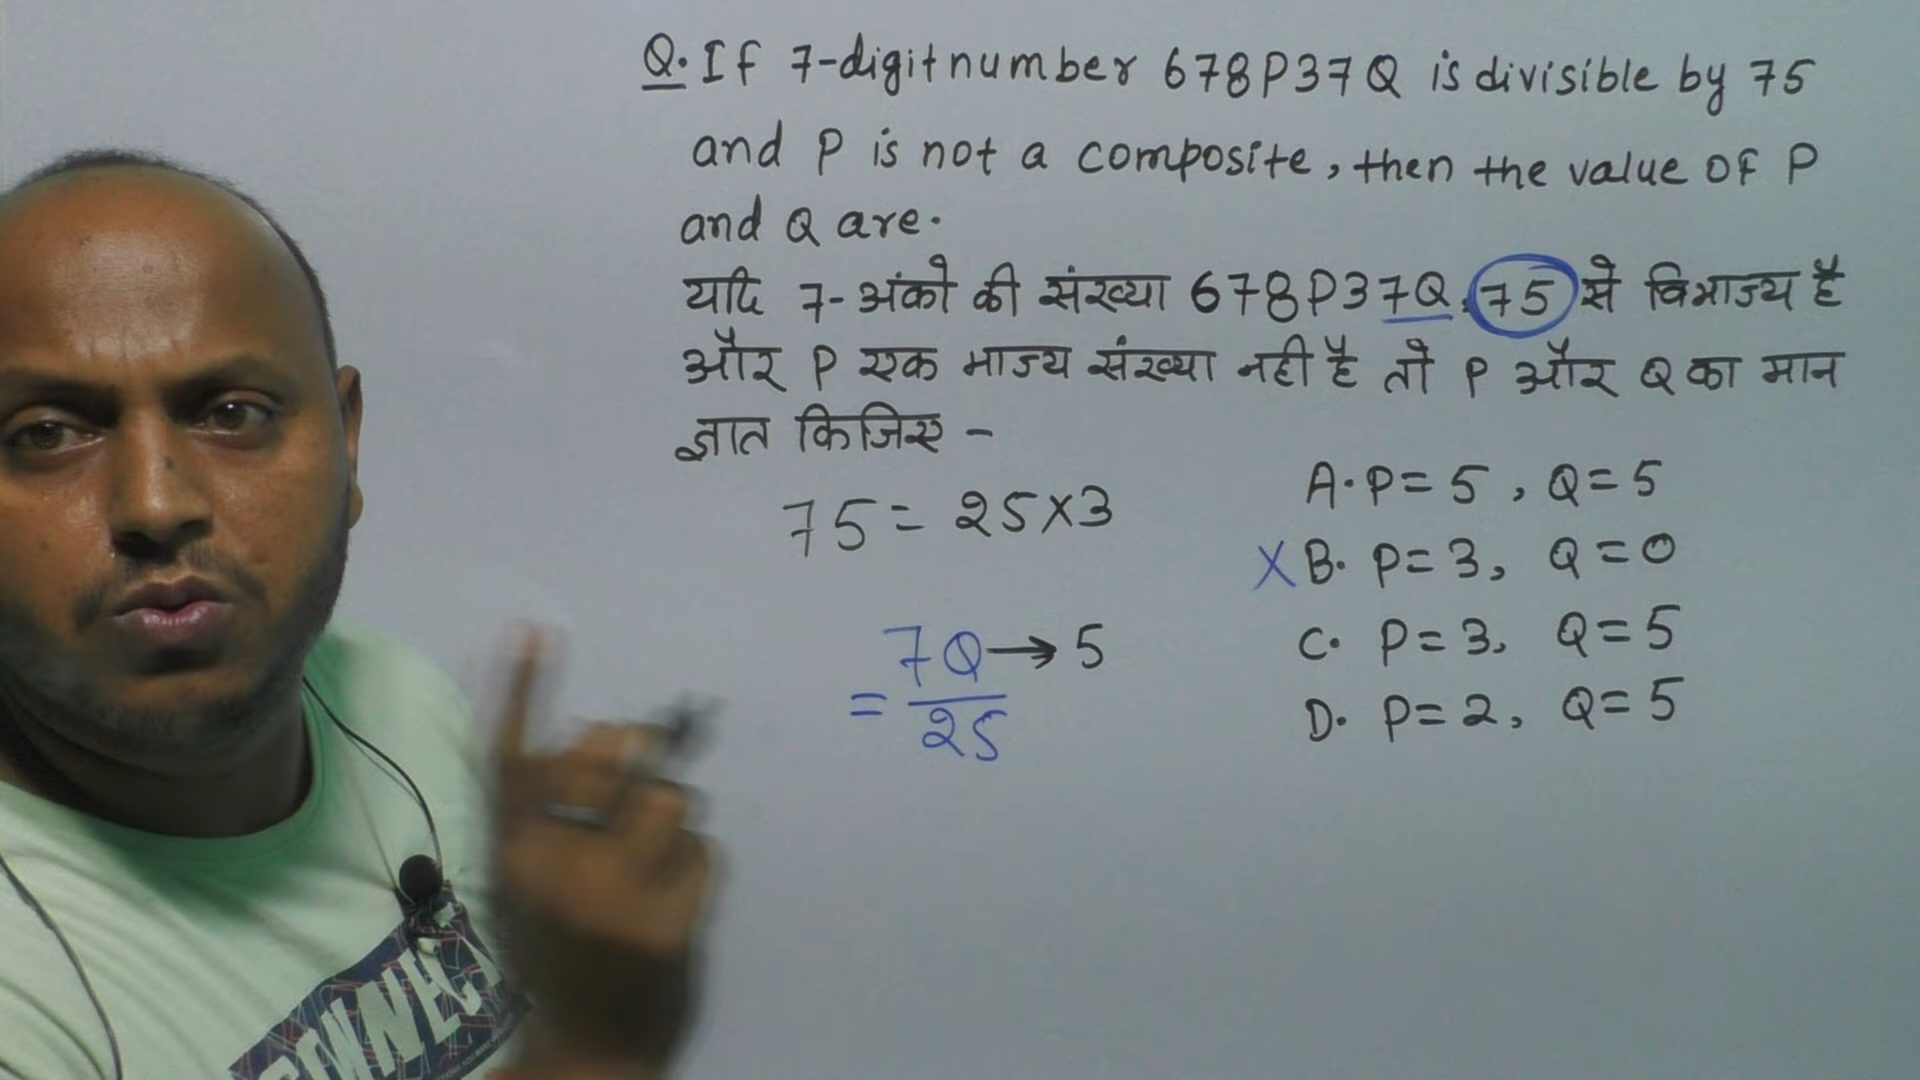 Q. If 7-digit number 678P37Q is divisible by 75
and P is not a composite, then the value of P
and Q are.
यदि 7-अंको की संख्या 678P37Q, 75 से विभाज्य है
और P एक भाज्य संख्या नही है तो P और Q का मान
ज्ञात किजिए -
75 = 25×3
= 7Q/25 → 5
A. P = 5, Q = 5
X B. P = 3, Q = 0
C. P = 3, Q = 5
D. P = 2, Q = 5